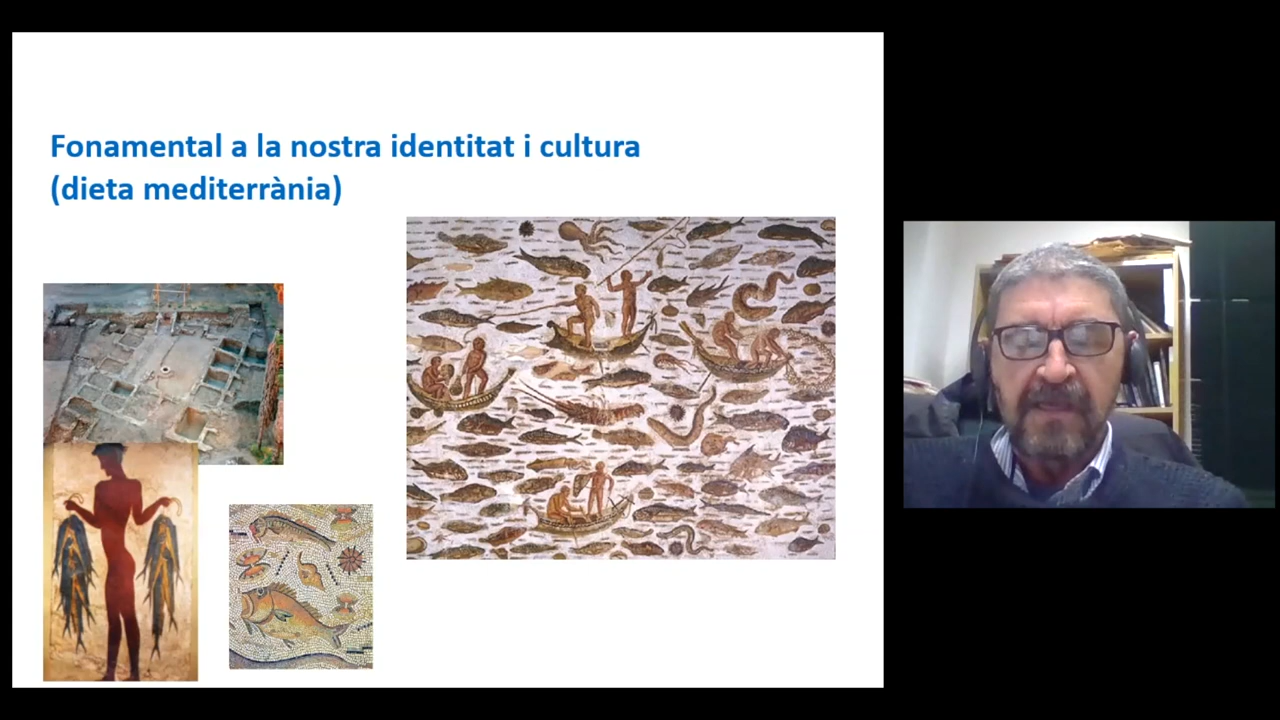 Fonamental a la nostra identitat i cultura
(dieta mediterrània)